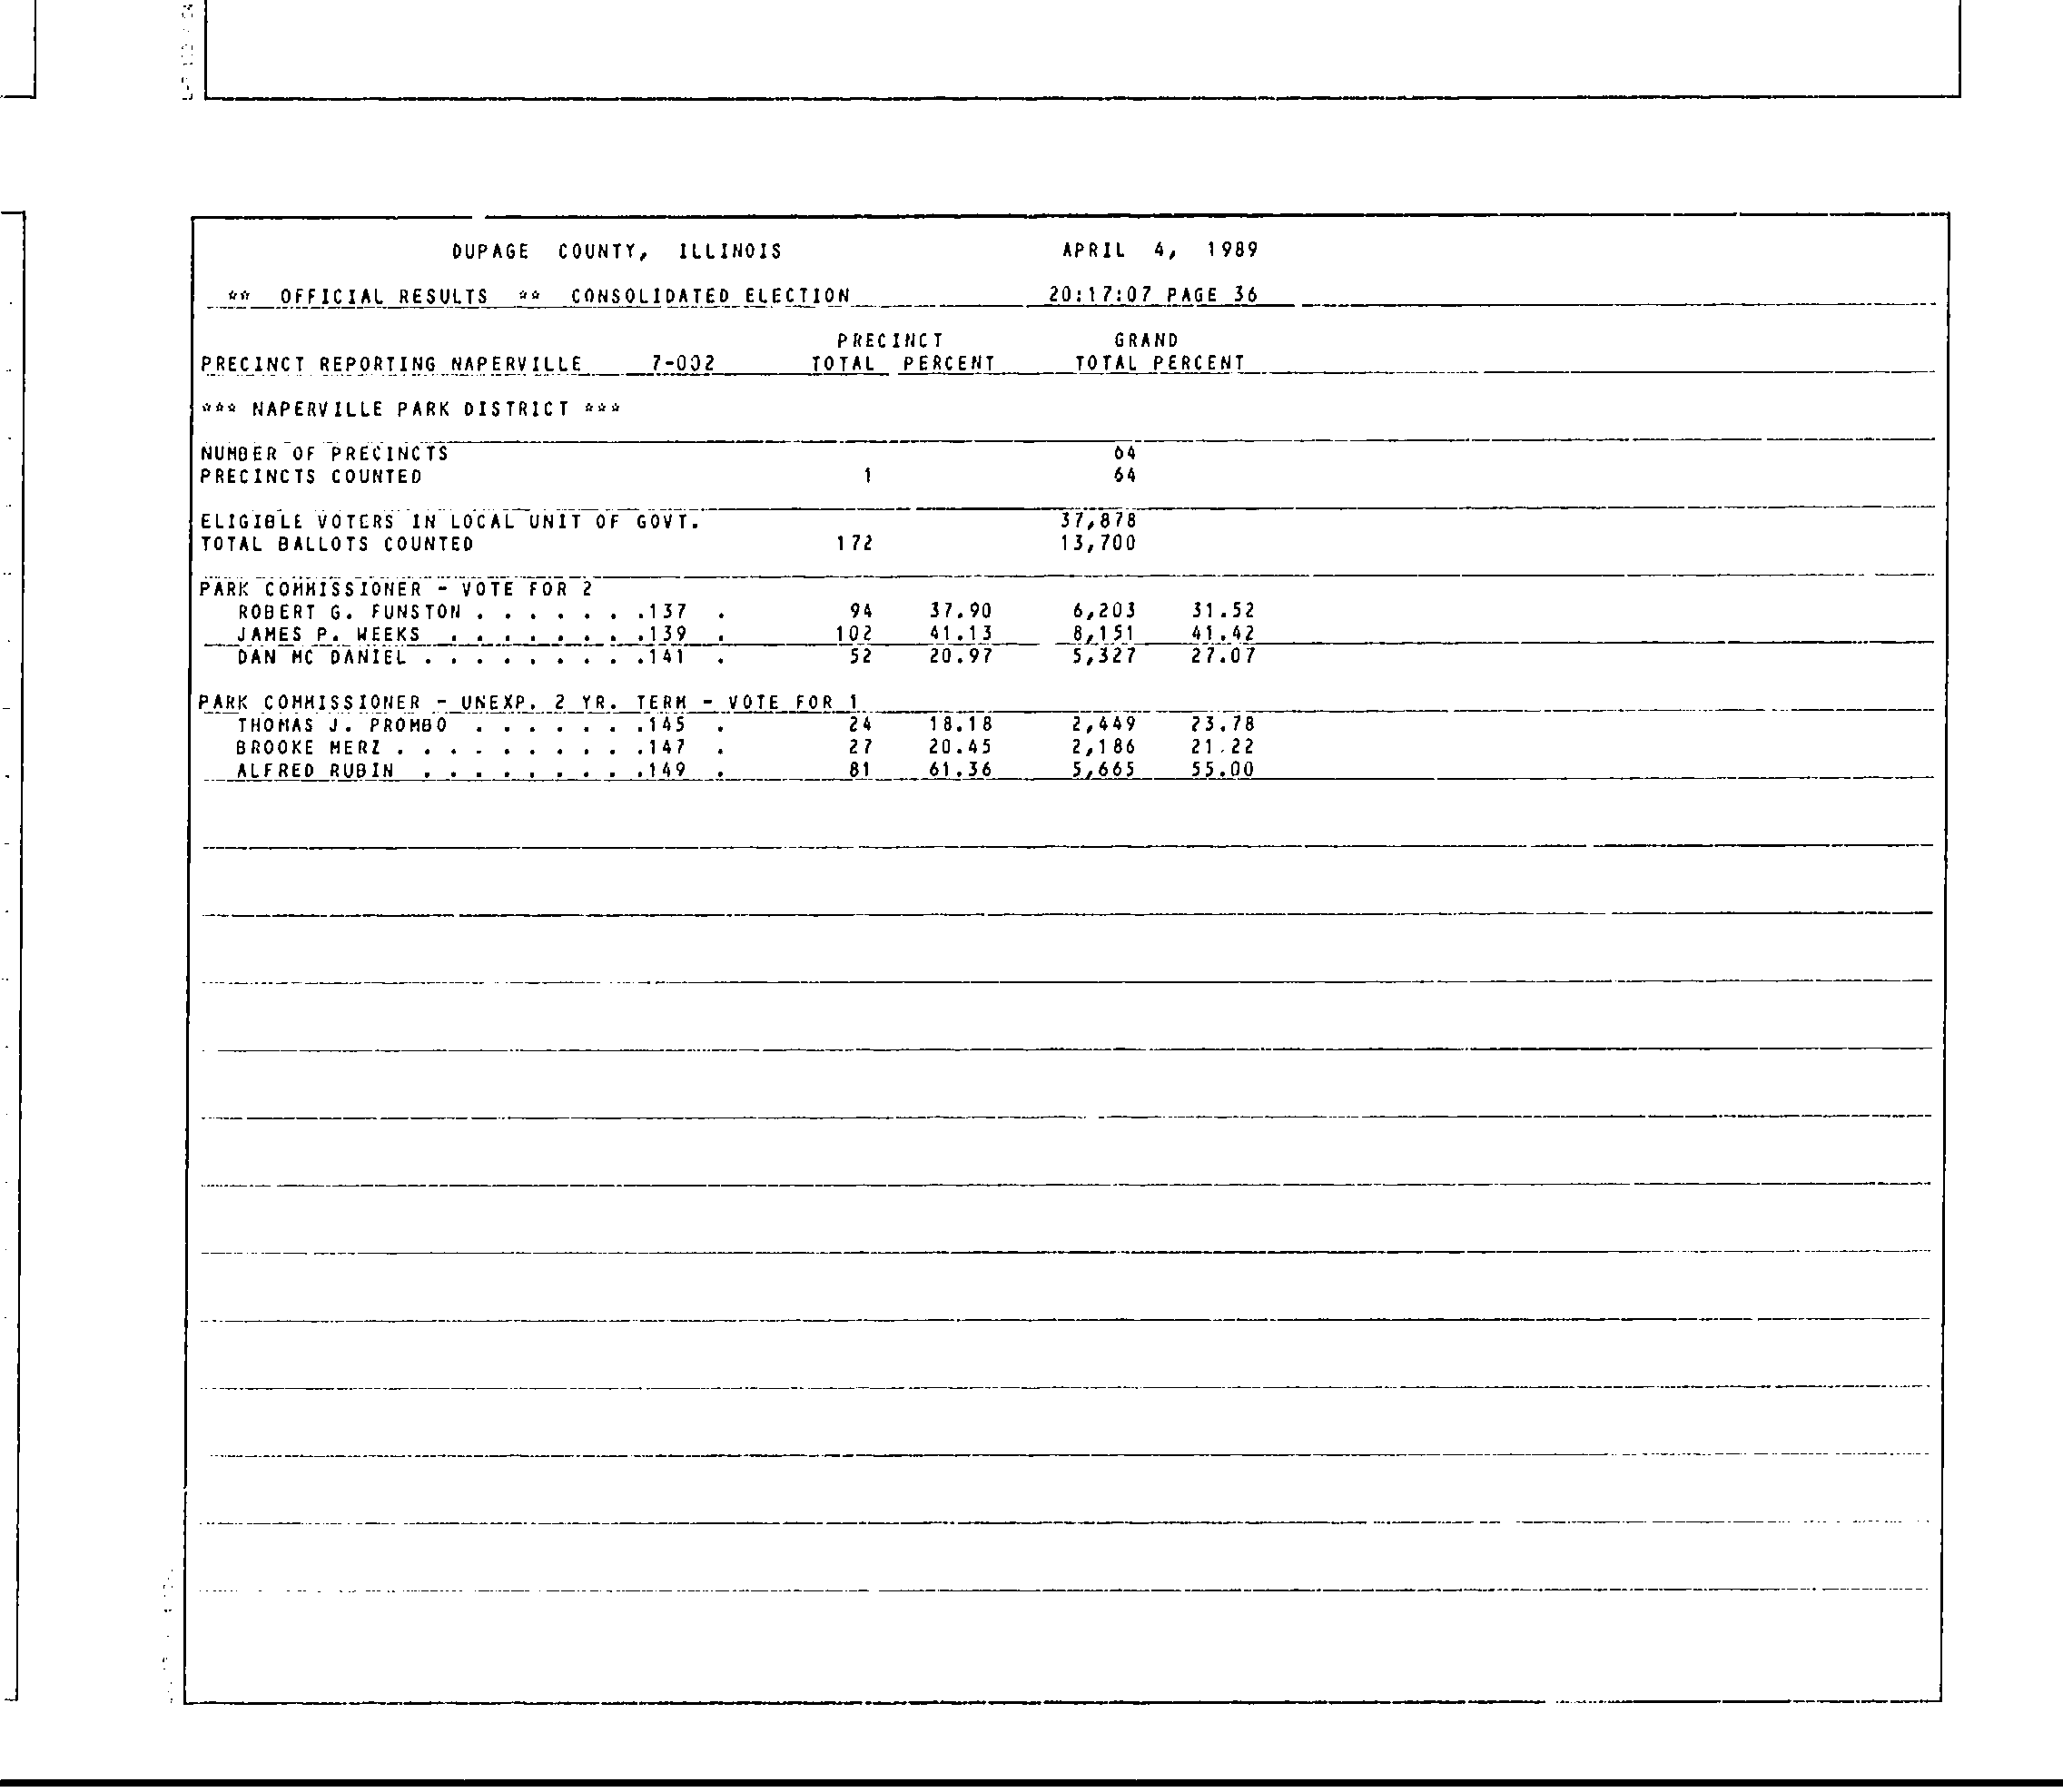 DUPAGE COUNTY, ILLINOIS APRIL 4, 1989
** OFFICIAL RESULTS ** CONSOLIDATED ELECTION 20:17:07 PAGE 36
PRECINCT GRAND
PRECINCT REPORTING NAPERVILLE 7-002 TOTAL PERCENT TOTAL PERCENT
*** NAPERVILLE PARK DISTRICT ***
NUMBER OF PRECINCTS 64
PRECINCTS COUNTED 1 64
ELIGIBLE VOTERS IN LOCAL UNIT OF GOVT. 37,878
TOTAL BALLOTS COUNTED 172 13,700
PARK COMMISSIONER - VOTE FOR 2
ROBERT G. FUNSTON . . . . . . .137 . 94 37.90 6,203 31.52
JAMES P. WEEKS . . . . . . . .139 . 102 41.13 8,151 41.42
DAN MC DANIEL . . . . . . . . .141 . 52 20.97 5,327 27.07
PARK COMMISSIONER - UNEXP. 2 YR. TERM - VOTE FOR 1
THOMAS J. PROMBO . . . . . . .145 . 24 18.18 2,449 23.78
BROOKE MERZ . . . . . . . . . .147 . 27 20.45 2,186 21.22
ALFRED RUBIN . . . . . . . . .149 . 81 61.36 5,665 55.00